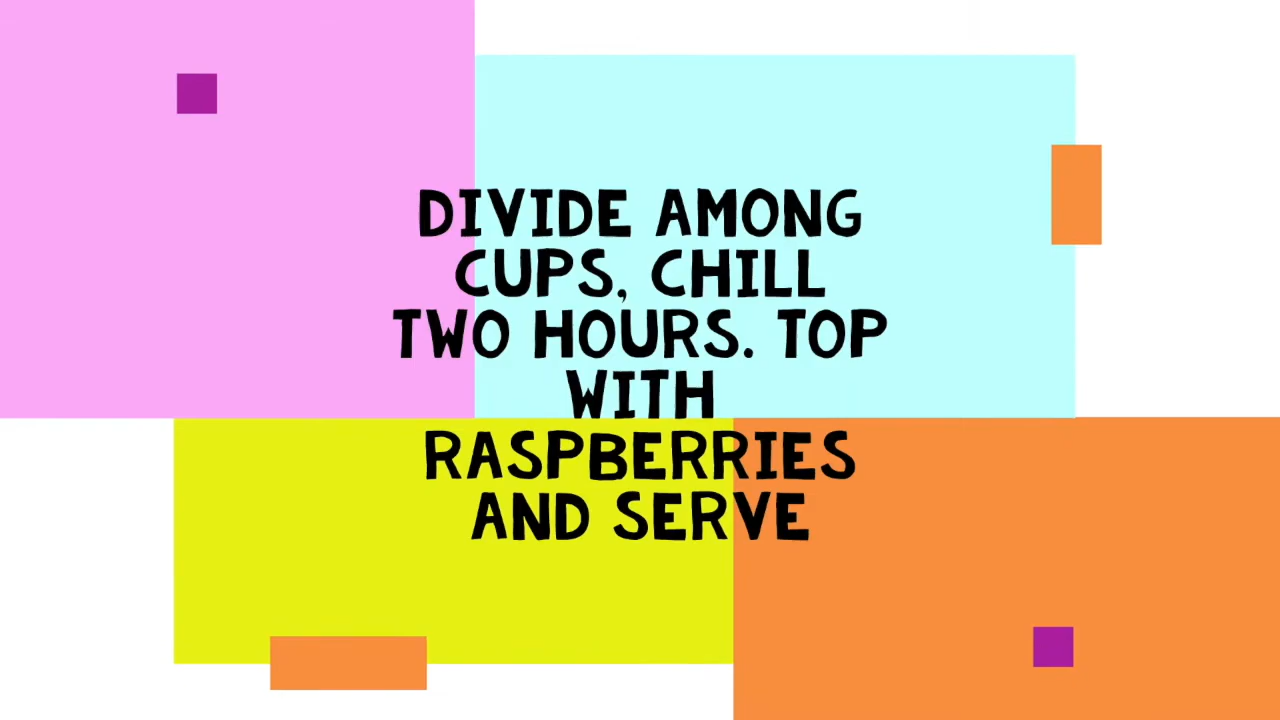 DIVIDE AMONG
CUPS, CHILL
TWO HOURS. TOP
WITH
RASPBERRIES
AND SERVE